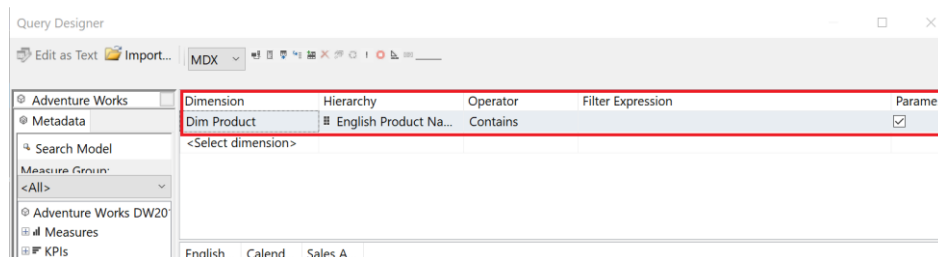 Query Designer
Edit as Text Import... MDX
Adventure Works
Dimension Hierarchy Operator Filter Expression Parame
Metadata
Dim Product English Product Na... Contains
<Select dimension>
Search Model
Measure Group:
<All>
Adventure Works DW20
Measures
KPIs
English Calend Sales A